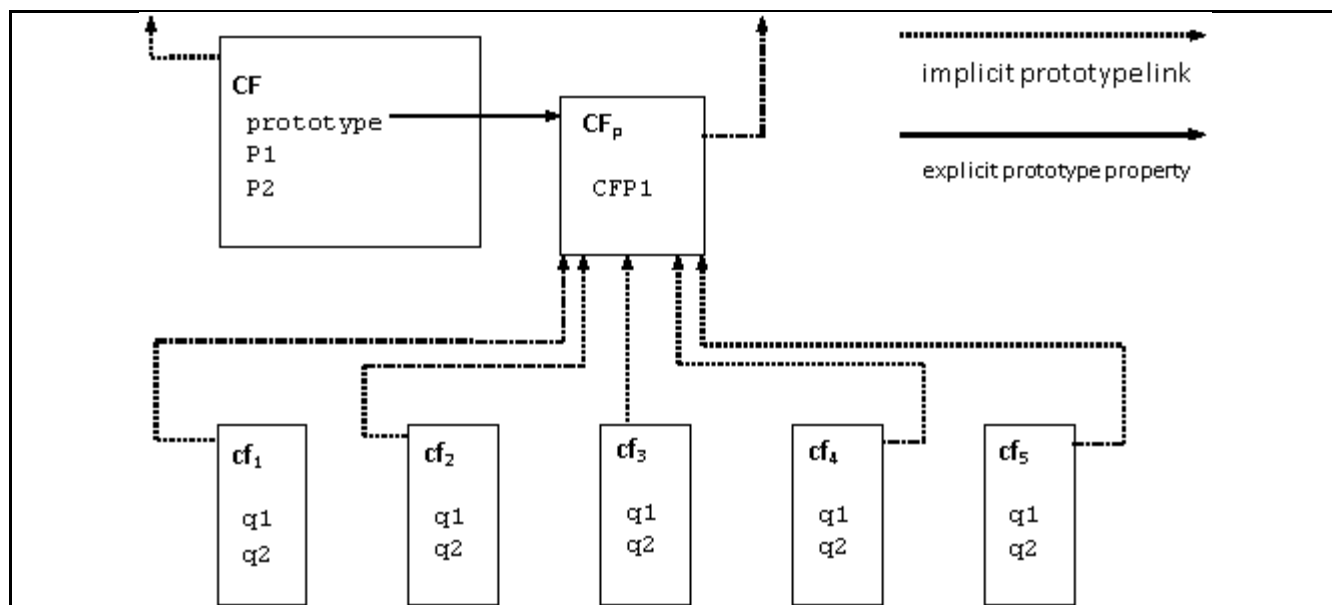 CF
prototype
P1
P2
CFp
CFP1
implicit prototype link
explicit prototype property
cf1
q1
q2
cf2
q1
q2
cf3
q1
q2
cf4
q1
q2
cf5
q1
q2